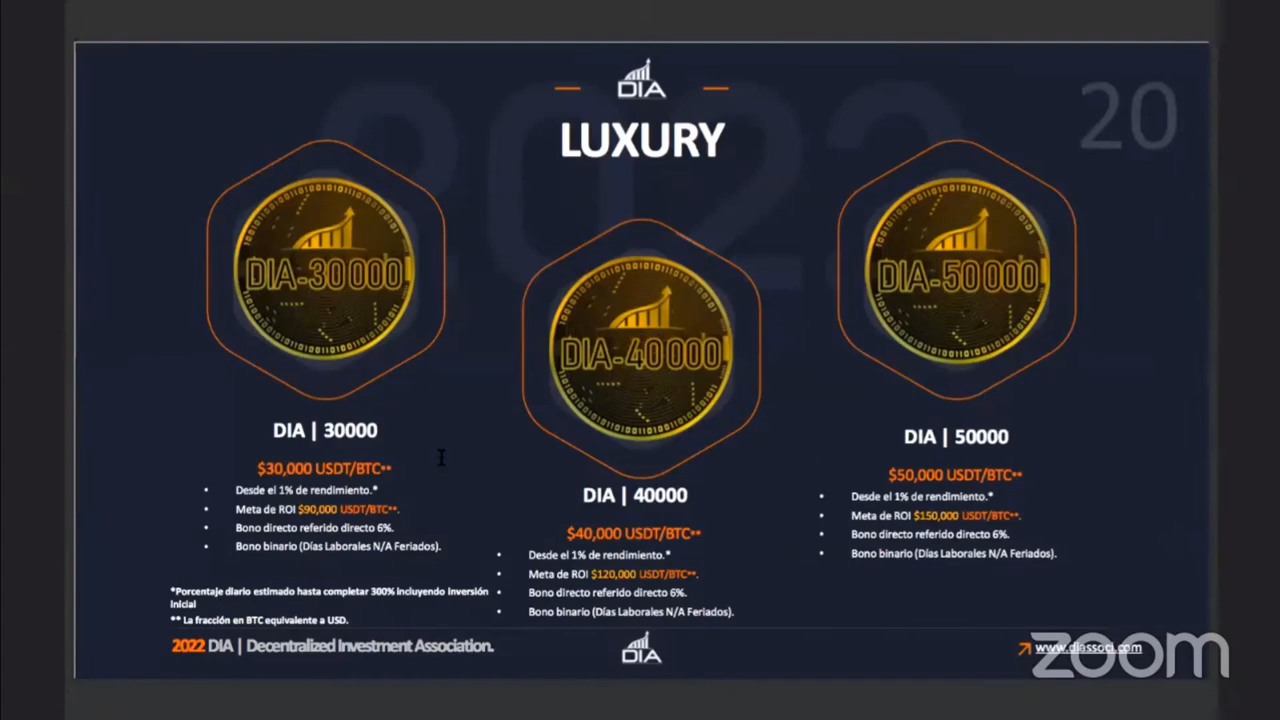 DIA
LUXURY
20
2022
DIA-30000
DIA-40000
DIA-50000
DIA | 30000
$30,000 USDT/BTC**
• Desde el 1% de rendimiento.*
• Meta de ROI $90,000 USDT/BTC**.
• Bono directo referido directo 6%.
• Bono binario (Días Laborales N/A Feriados).
DIA | 40000
$40,000 USDT/BTC**
• Desde el 1% de rendimiento.*
• Meta de ROI $120,000 USDT/BTC**.
• Bono directo referido directo 6%.
• Bono binario (Días Laborales N/A Feriados).
DIA | 50000
$50,000 USDT/BTC**
• Desde el 1% de rendimiento.*
• Meta de ROI $150,000 USDT/BTC**.
• Bono directo referido directo 6%.
• Bono binario (Días Laborales N/A Feriados).
*Porcentaje diario estimado hasta completar 300% incluyendo Inversión
Inicial
** La fracción en BTC equivalente a USD.
2022 DIA | Decentralized Investment Association.
DIA
www.diassoci.com
zoom